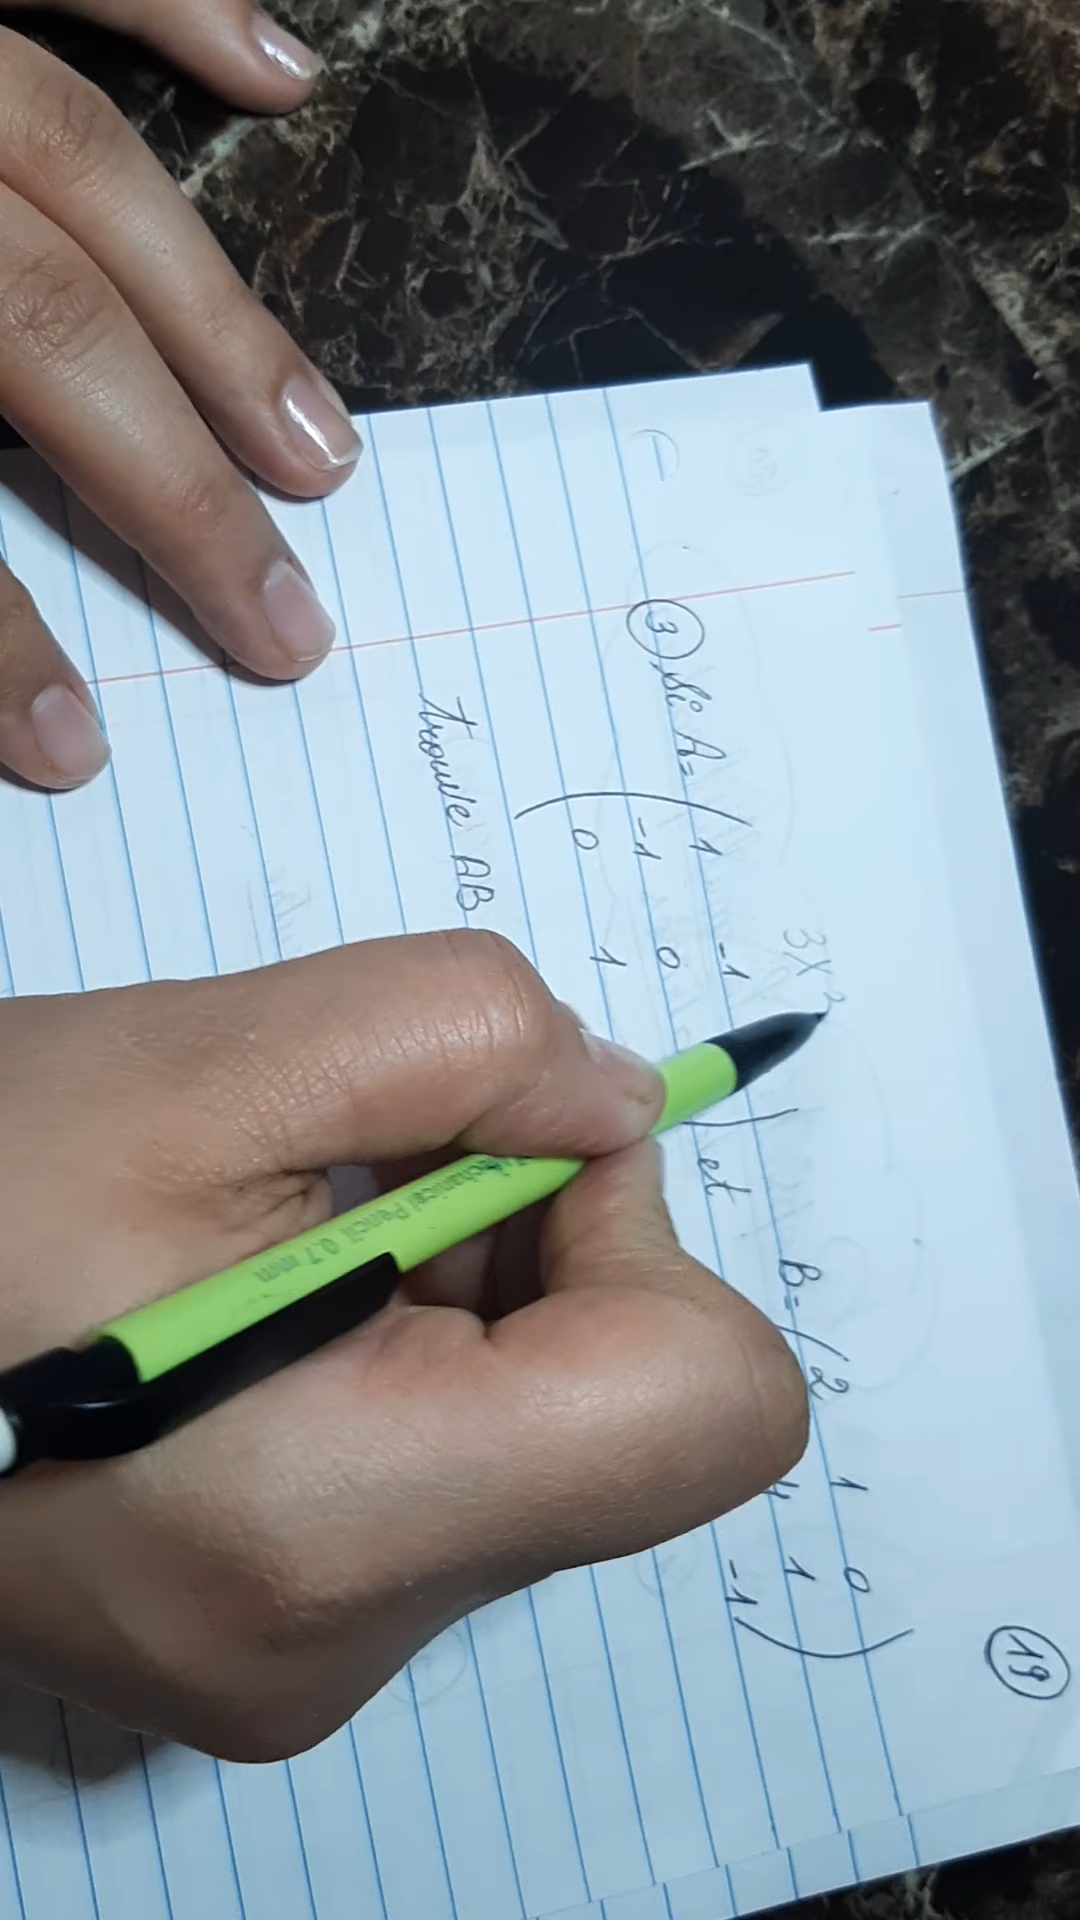 19
3X3
3 Si A= ( 1 -1 ) et B= ( 2 1 0
-1 0 4 1
0 1 -1 )
trouve AB
Mechanical Pencil 0.7 mm